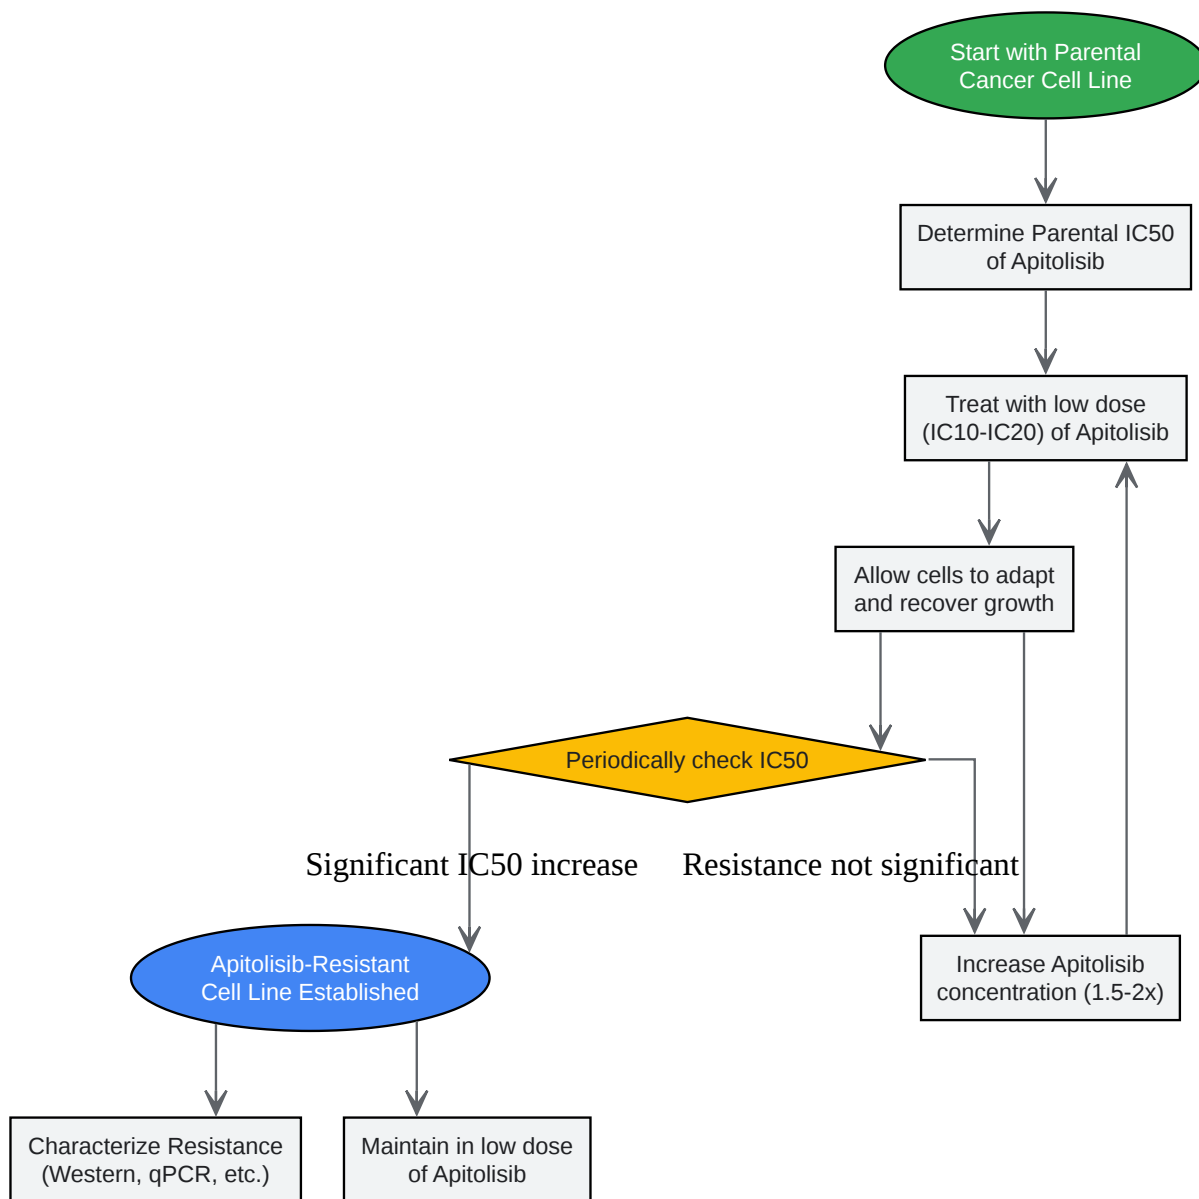 Start with Parental
Cancer Cell Line
Determine Parental IC50
of Apitolisib
Treat with low dose
(IC10-IC20) of Apitolisib
Allow cells to adapt
and recover growth
Periodically check IC50
Significant IC50 increase
Resistance not significant
Apitolisib-Resistant
Cell Line Established
Increase Apitolisib
concentration (1.5-2x)
Characterize Resistance
(Western, qPCR, etc.)
Maintain in low dose
of Apitolisib